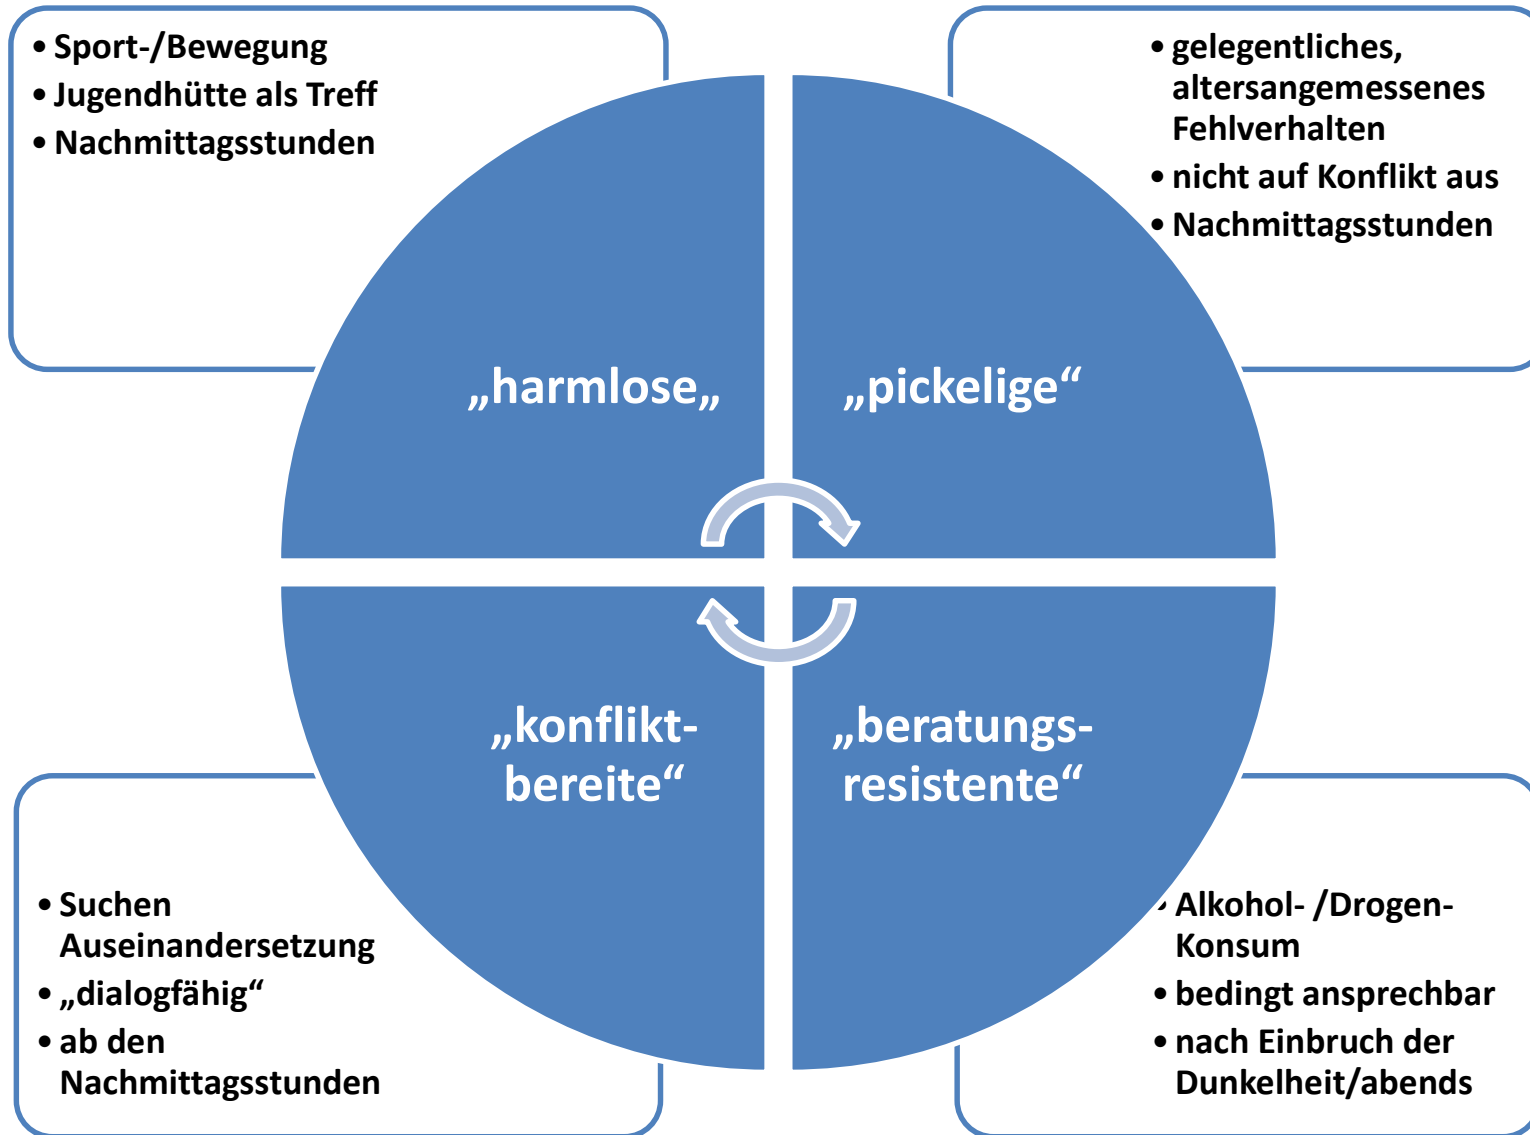 • Sport-/Bewegung
• Jugendhütte als Treff
• Nachmittagsstunden
• gelegentliches,
altersangemessenes
Fehlverhalten
• nicht auf Konflikt aus
• Nachmittagsstunden
„harmlose„
„pickelige“
„konflikt-
bereite“
„beratungs-
resistente“
• Suchen
Auseinandersetzung
• „dialogfähig“
• ab den
Nachmittagsstunden
• Alkohol- /Drogen-
Konsum
• bedingt ansprechbar
• nach Einbruch der
Dunkelheit/abends